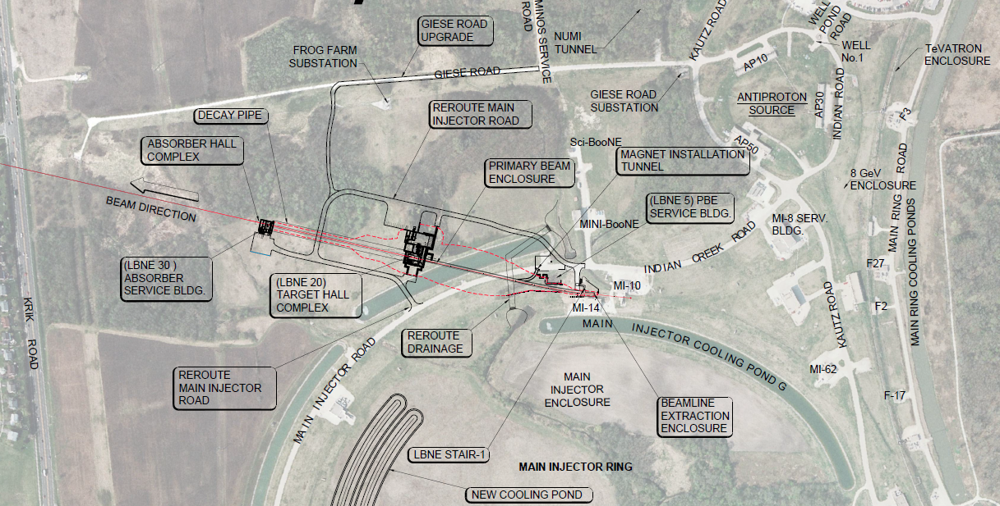 GIESE ROAD
UPGRADE
MINOS SERVICE
ROAD
NUMI
TUNNEL
KAUTZ ROAD
WELL
POND
ROAD
WELL
No.1
TeVATRON
ENCLOSURE
FROG FARM
SUBSTATION
GIESE ROAD
AP10
GIESE ROAD
SUBSTATION
ANTIPROTON
SOURCE
AP30
INDIAN ROAD
F3
DECAY PIPE
REROUTE MAIN
INJECTOR ROAD
ABSORBER HALL
COMPLEX
Sci-BooNE
AP50
MAGNET INSTALLATION
TUNNEL
PRIMARY BEAM
ENCLOSURE
8 GeV
ENCLOSURE
MAIN RING ROAD
MAIN RING COOLING PONDS
BEAM DIRECTION
(LBNE 5) PBE
SERVICE BLDG.
MINI-BooNE
MI-8 SERV.
BLDG.
INDIAN CREEK ROAD
(LBNE 30 )
ABSORBER
SERVICE BLDG.
(LBNE 20)
TARGET HALL
COMPLEX
F27
MI-10
MI-14
F2
KAUTZ ROAD
KRIK ROAD
MAIN INJECTOR COOLING POND G
REROUTE
DRAINAGE
MAIN INJECTOR ROAD
REROUTE
MAIN INJECTOR
ROAD
MAIN
INJECTOR
ENCLOSURE
MI-62
F-17
BEAMLINE
EXTRACTION
ENCLOSURE
LBNE STAIR-1
MAIN INJECTOR RING
NEW COOLING POND